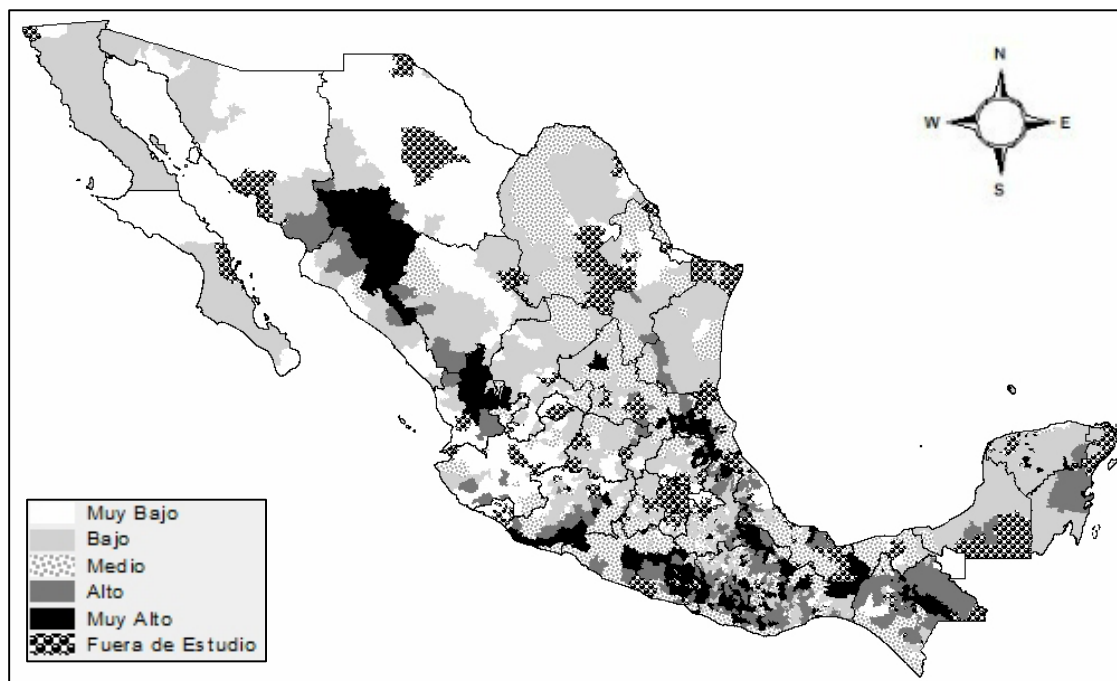 N
W E
S
Muy Bajo
Bajo
Medio
Alto
Muy Alto
Fuera de Estudio